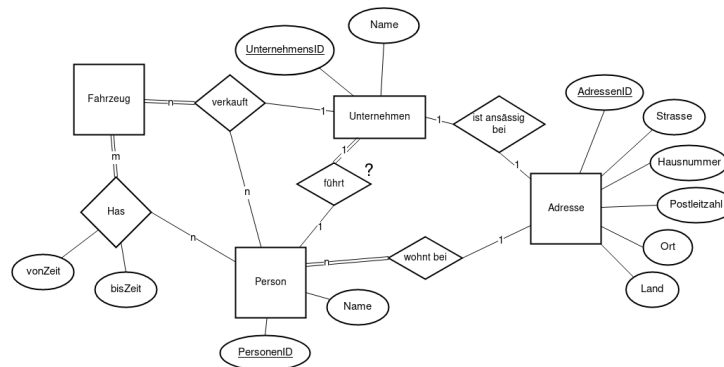 Name
UnternehmensID
Fahrzeug
n
verkauft
1
Unternehmen
1
ist ansässig
bei
1
AdressenID
Strasse
Hausnummer
Postleitzahl
Ort
Land
Adresse
m
n
1
führt
?
1
Has
n
vonZeit
bisZeit
Person
n
wohnt bei
1
Name
PersonenID